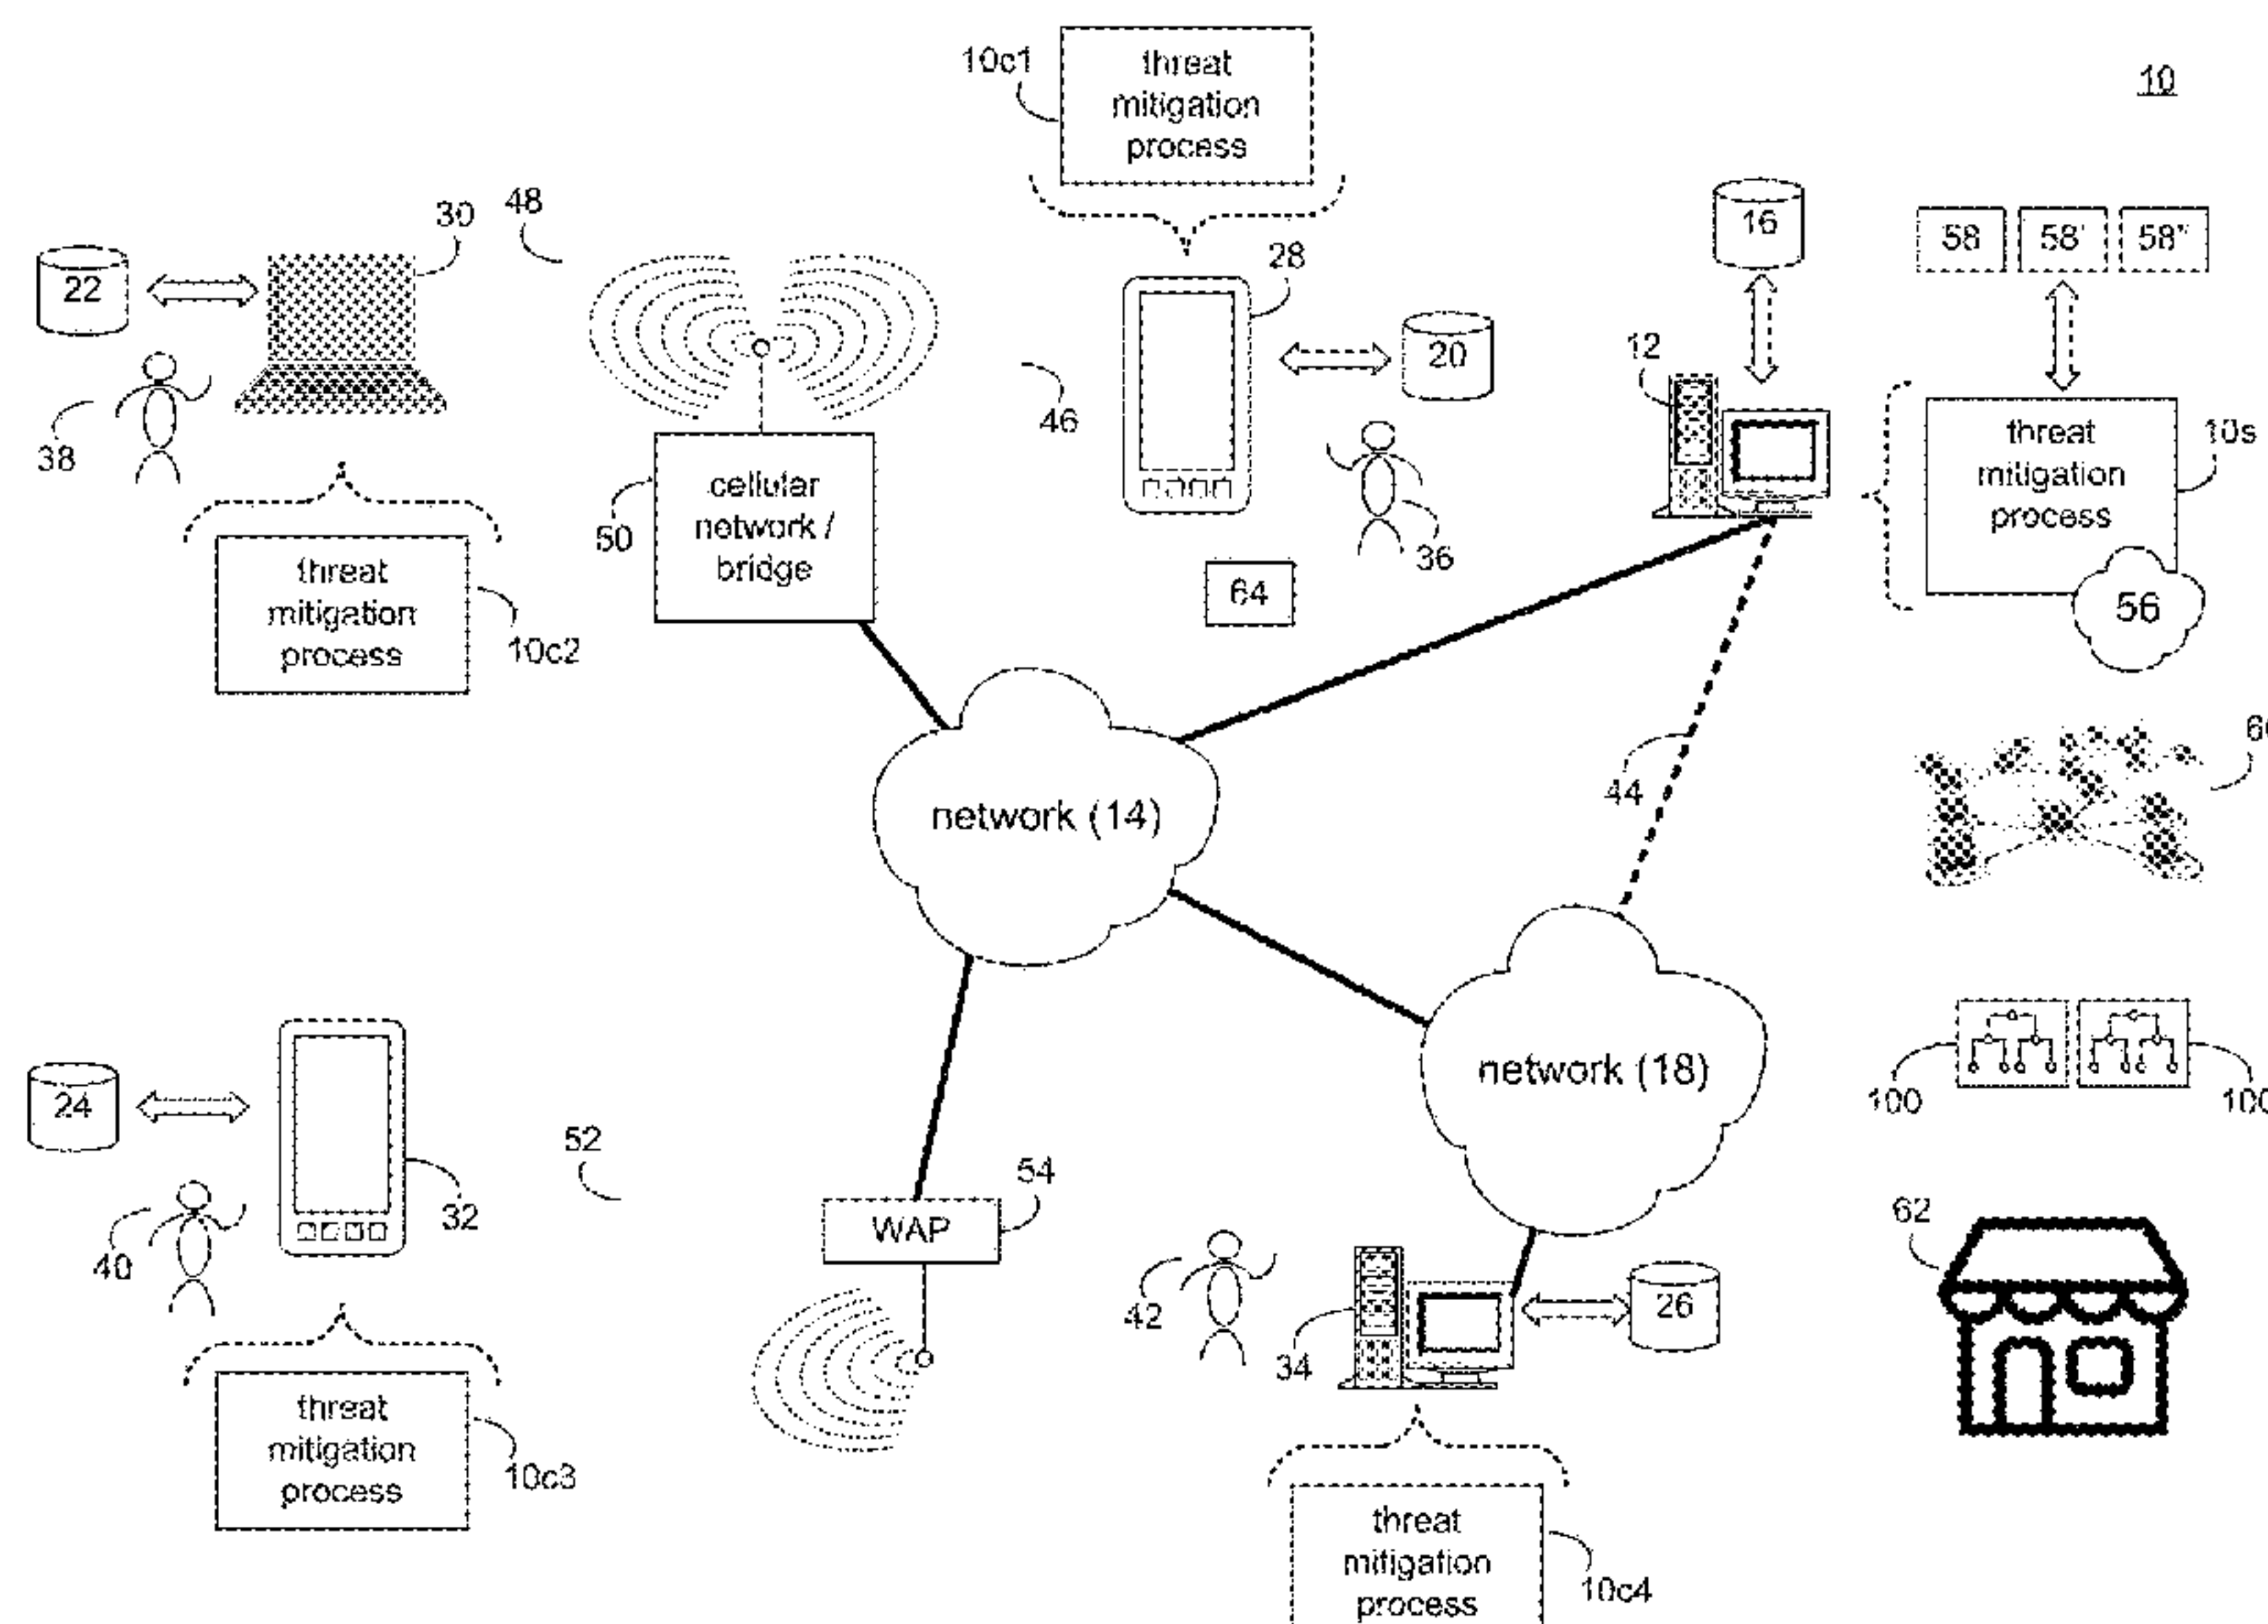 10c1
threat
mitigation
process
10
48
30
22
38
threat
mitigation
process
10c2
50
cellular
network /
bridge
46
28
20
36
64
16
12
58
58'
58"
threat
mitigation
process
10s
56
44
network (14)
network (18)
100
62
24
40
32
52
WAP
54
threat
mitigation
process
10c3
42
34
26
threat
mitigation
process
10c4